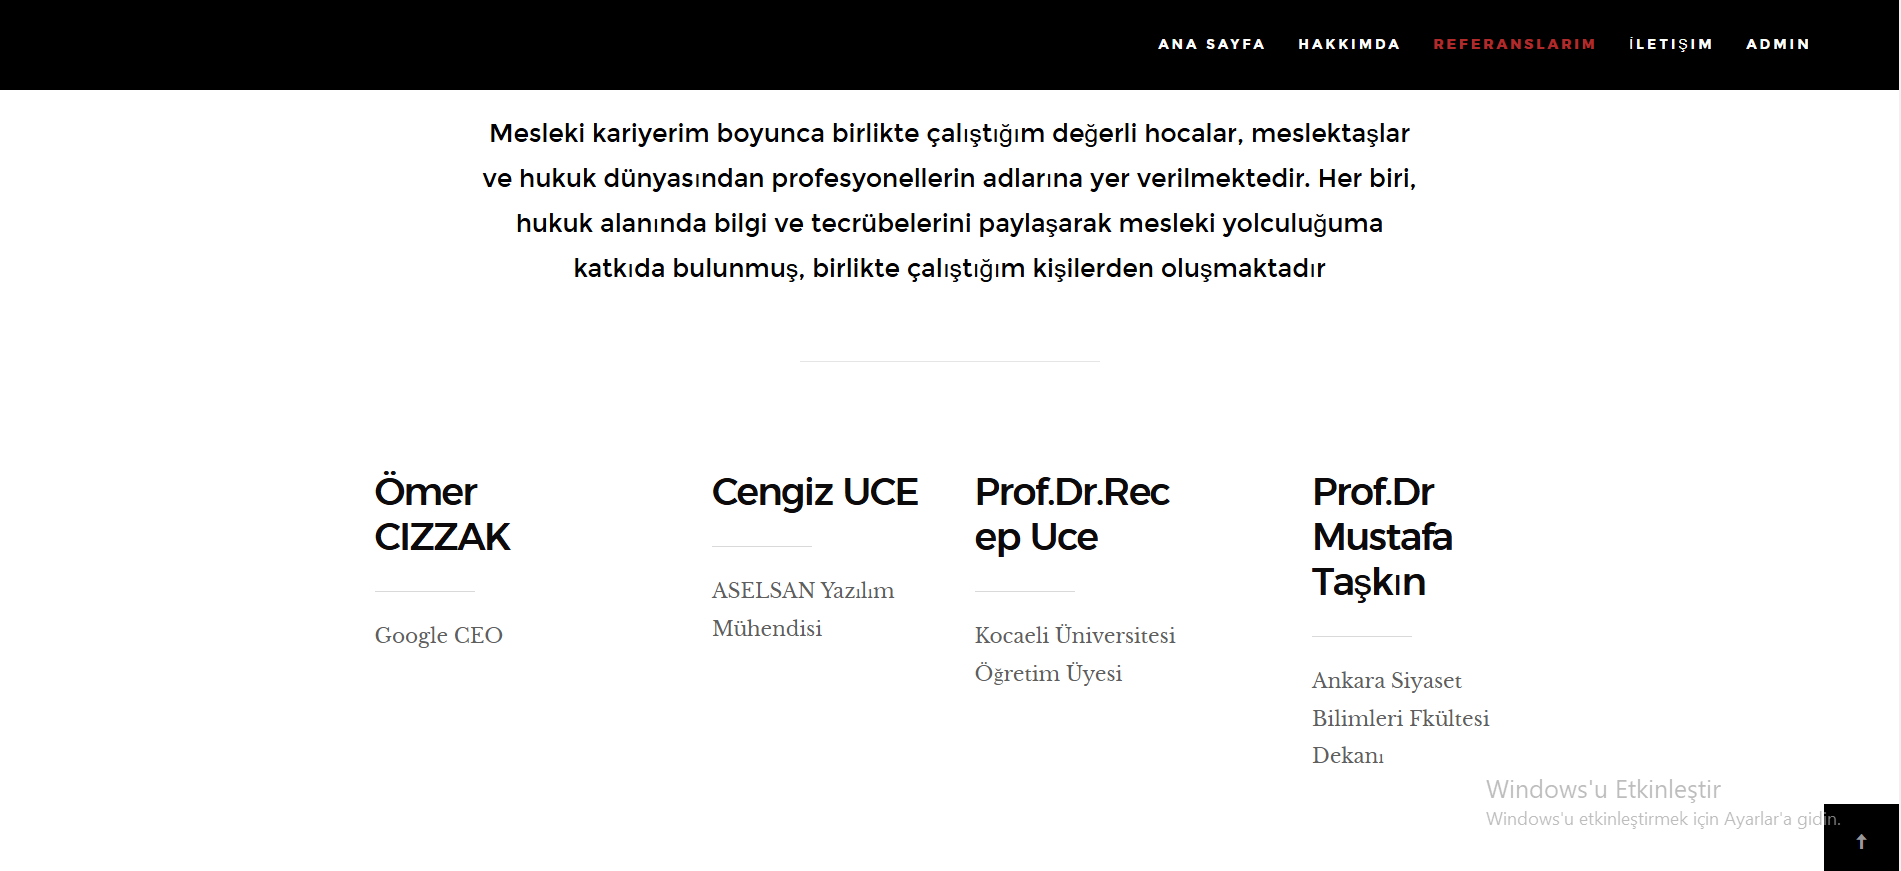 ANA SAYFA HAKKIMDA REFERANSLARIM İLETIŞIM ADMIN
Mesleki kariyerim boyunca birlikte çalıştığım değerli hocalar, meslektaşlar
ve hukuk dünyasından profesyonellerin adlarına yer verilmektedir. Her biri,
hukuk alanında bilgi ve tecrübelerini paylaşarak mesleki yolculuğuma
katkıda bulunmuş, birlikte çalıştığım kişilerden oluşmaktadır
Ömer
CIZZAK
Google CEO
Cengiz UCE
ASELSAN Yazılım
Mühendisi
Prof.Dr.Rec
ep Uce
Kocaeli Üniversitesi
Öğretim Üyesi
Prof.Dr
Mustafa
Taşkın
Ankara Siyaset
Bilimleri Fkültesi
Dekanı
Windows'u Etkinleştir
Windows'u etkinleştirmek için Ayarlar'a gidin.